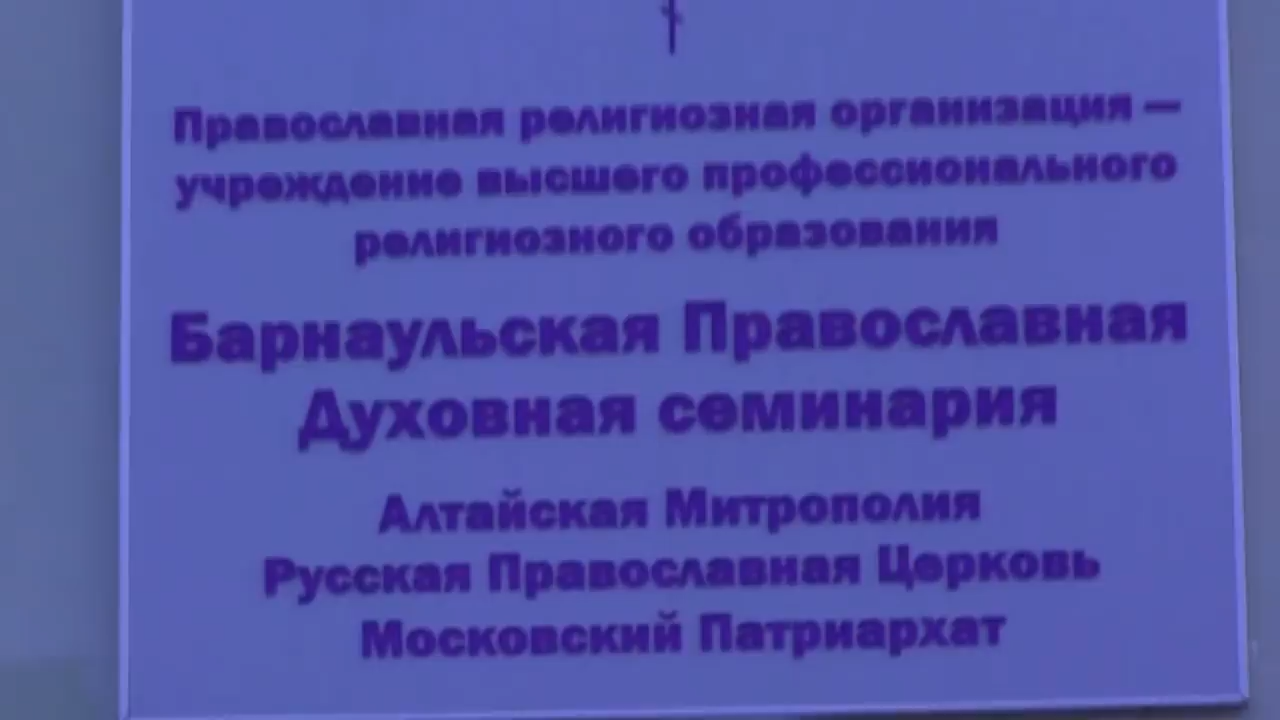 Православная религиозная организация —
учреждение высшего профессионального
религиозного образования
Барнаульская Православная
Духовная семинария
Алтайская Митрополия
Русская Православная Церковь
Московский Патриархат